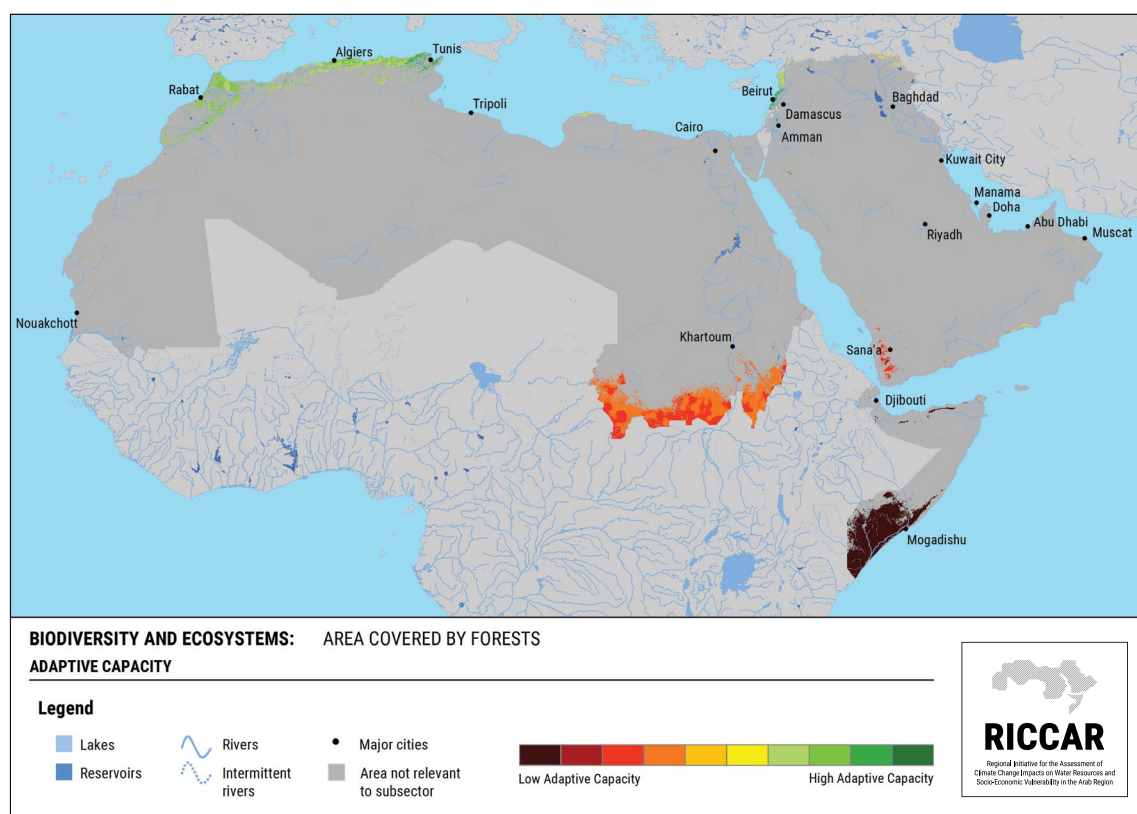 Algiers
Tunis
Rabat
Tripoli
Beirut
Damascus
Baghdad
Cairo
Amman
Kuwait City
Manama
Doha
Abu Dhabi
Riyadh
Muscat
Nouakchott
Khartoum
Sana'a
Djibouti
Mogadishu
BIODIVERSITY AND ECOSYSTEMS: AREA COVERED BY FORESTS
ADAPTIVE CAPACITY
Legend
Lakes
Reservoirs
Rivers
Intermittent
rivers
Major cities
Area not relevant
to subsector
Low Adaptive Capacity
High Adaptive Capacity
RICCAR
Regional Initiative for the Assessment of
Climate Change Impacts on Water Resources and
Socio-Economic Vulnerability in the Arab Region